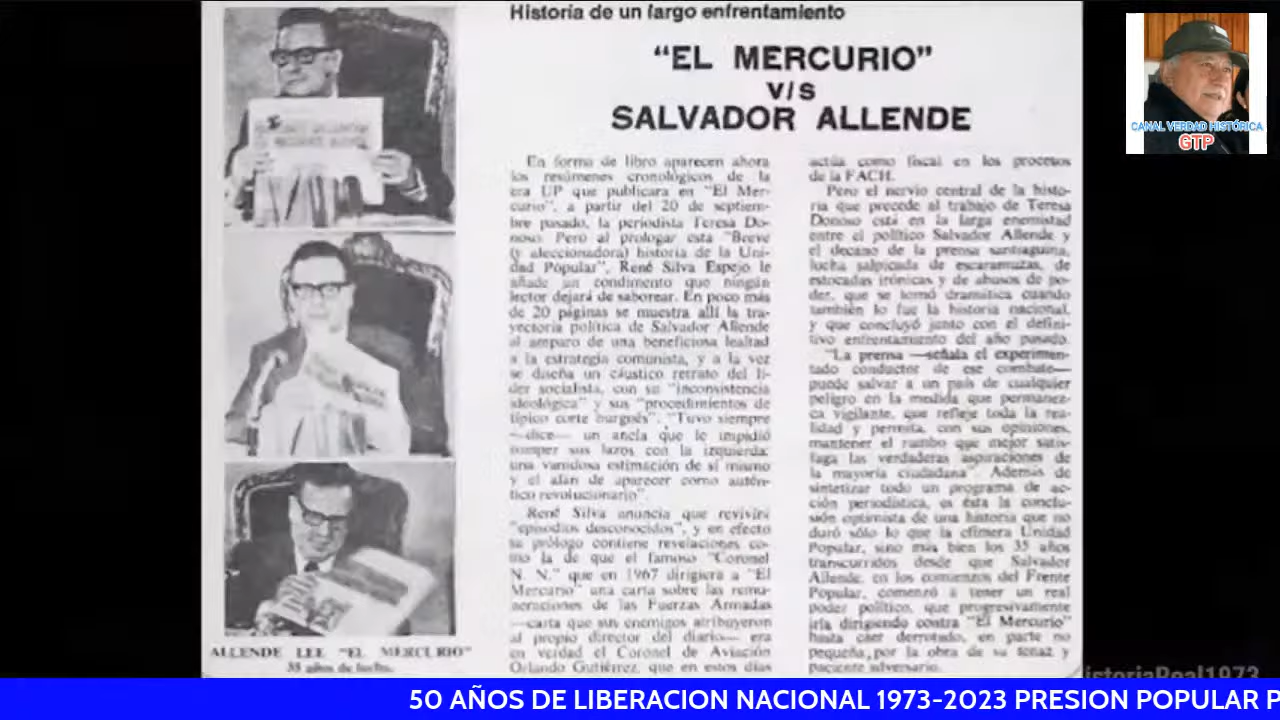 Historia de un largo enfrentamiento
"EL MERCURIO"
V/S
SALVADOR ALLENDE
En forma de libro aparecen ahora
los resúmenes cronológicos de la
era UP que publicara en "El Mer-
curio", a partir del 20 de septiem-
bre pasado, la periodista Teresa Do-
noso. Pero al prologar esta "Breve
(y aleccionadora) historia de la Uni-
dad Popular", René Silva Espejo le
añade un condimento que ningún
lector dejará de saborear. En poco más
de 20 páginas se muestra allí la tra-
yectoria política de Salvador Allende
al amparo de una beneficiosa lealtad
a la estrategia comunista, y a la vez
se diseña un cáustico retrato del lí-
der socialista, con su "inconsistencia
ideológica" y sus "procedimientos de
típico corte burgués". "Tuvo siempre
—dice— un ancla que le impidió
romper sus lazos con la izquierda:
una vanidosa estimación de sí mismo
y el afán de aparecer como autén-
tico revolucionario".
René Silva anuncia que revivirá
"episodios desconocidos", y en efecto
su prólogo contiene revelaciones co-
mo la de que el famoso "Coronel
N. N." que en 1967 dirigiera a "El
Mercurio" una carta sobre las remu-
neraciones de las Fuerzas Armadas
—carta que sus enemigos atribuyeron
al propio director del diario— era
en verdad el Coronel de Aviación
Orlando Gutiérrez, que en estos días
actúa como fiscal en los procesos
de la FACH.
Pero el nervio central de la histo-
ria que precede al trabajo de Teresa
Donoso está en la larga enemistad
entre el político Salvador Allende y
el decano de la prensa santiaguina,
lucha salpicada de escaramuzas, de
estocadas irónicas y de abusos de po-
der, que se tornó dramática cuando
también lo fue la historia nacional,
y que concluyó junto con el defini-
tivo enfrentamiento del año pasado.
"La prensa —señala el experimen-
tado conductor de ese combate—
puede salvar a un país de cualquier
peligro en la medida que permanez-
ca vigilante, que refleje toda la rea-
lidad y permita, con sus opiniones,
mantener el rumbo que mejor satis-
faga las verdaderas aspiraciones de
la mayoría ciudadana". Además de
sintetizar todo un programa de ac-
ción periodística, es ésta la conclu-
sión optimista de una historia que no
duró sólo lo que la efímera Unidad
Popular, sino más bien los 35 años
transcurridos desde que Salvador
Allende, en los comienzos del Frente
Popular, comenzó a tener un real
poder político, que progresivamente
iría dirigiendo contra "El Mercurio"
hasta caer derrotado, en parte no
pequeña, por la obra de su tenaz y
paciente adversario.
ALLENDE LEE "EL MERCURIO"
35 años de lucha.
CANAL VERDAD HISTÓRICA
GTP
istoriaReal1973
50 AÑOS DE LIBERACION NACIONAL 1973-2023 PRESION POPULAR P